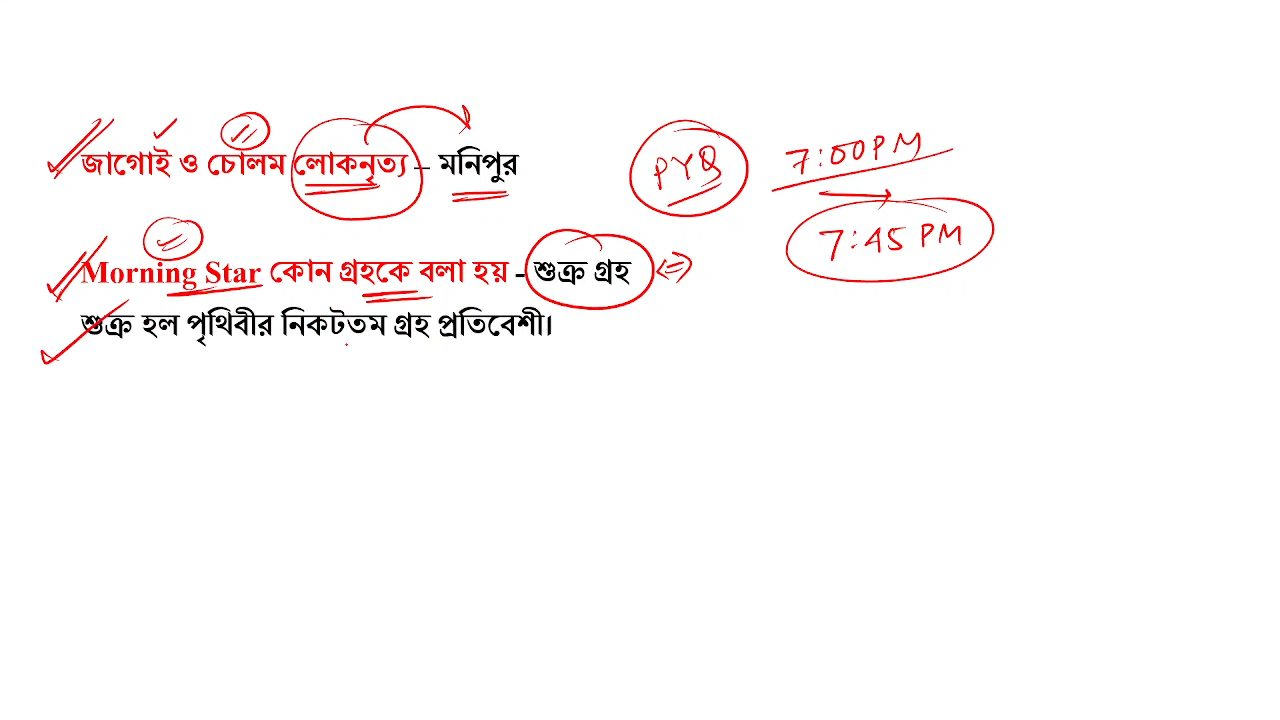 জাগোই ও চোলম লোকনৃত্য – মনিপুর
PYQ
7:00PM
7:45 PM
Morning Star কোন গ্রহকে বলা হয় - শুক্র গ্রহ
শুক্র হল পৃথিবীর নিকটতম গ্রহ প্রতিবেশী।